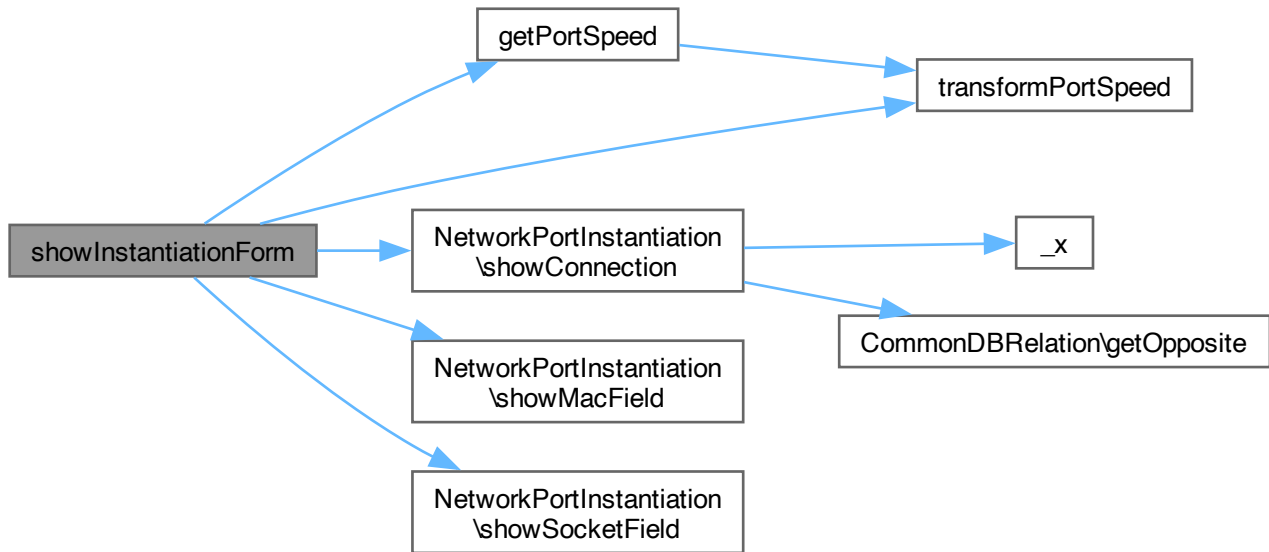 getPortSpeed
transformPortSpeed
showInstantiationForm
NetworkPortInstantiation
\showConnection
_x
CommonDBRelation\getOpposite
NetworkPortInstantiation
\showMacField
NetworkPortInstantiation
\showSocketField